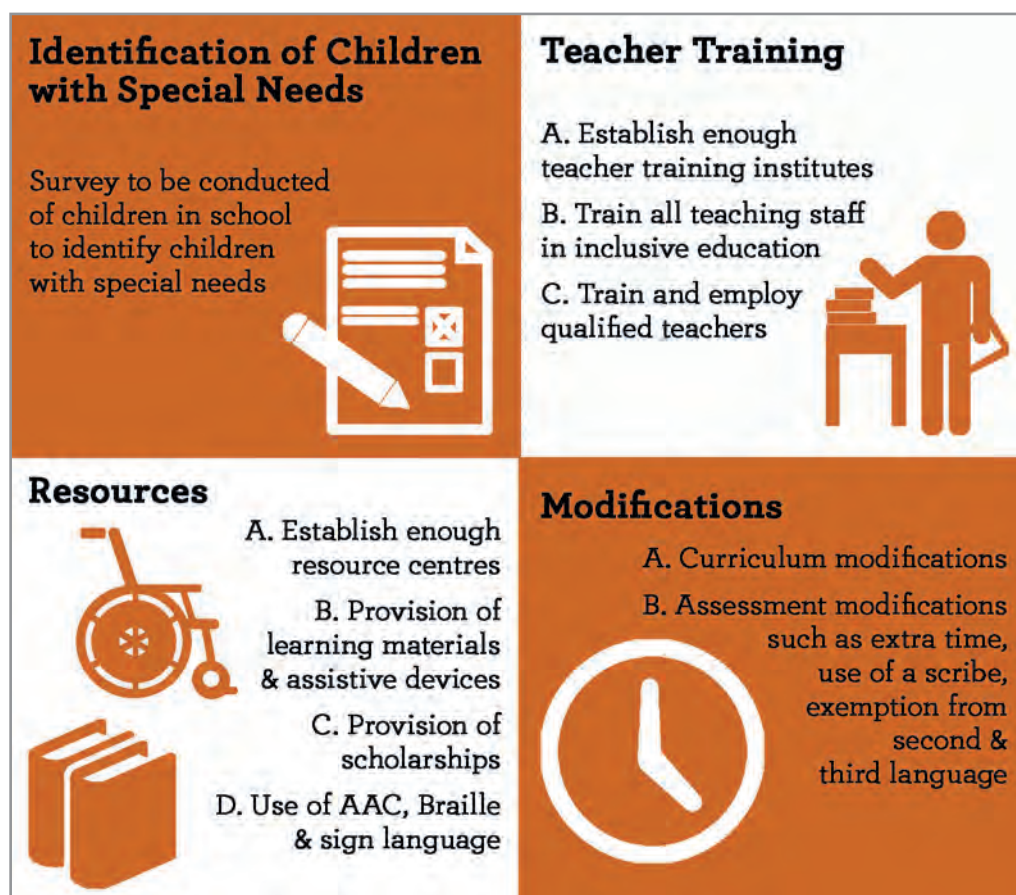 Identification of Children
with Special Needs
Survey to be conducted
of children in school
to identify children
with special needs
Teacher Training
A. Establish enough
teacher training institutes
B. Train all teaching staff
in inclusive education
C. Train and employ
qualified teachers
Resources
A. Establish enough
resource centres
B. Provision of
learning materials
& assistive devices
C. Provision of
scholarships
D. Use of AAC, Braille
& sign language
Modifications
A. Curriculum modifications
B. Assessment modifications
such as extra time,
use of a scribe,
exemption from
second &
third language